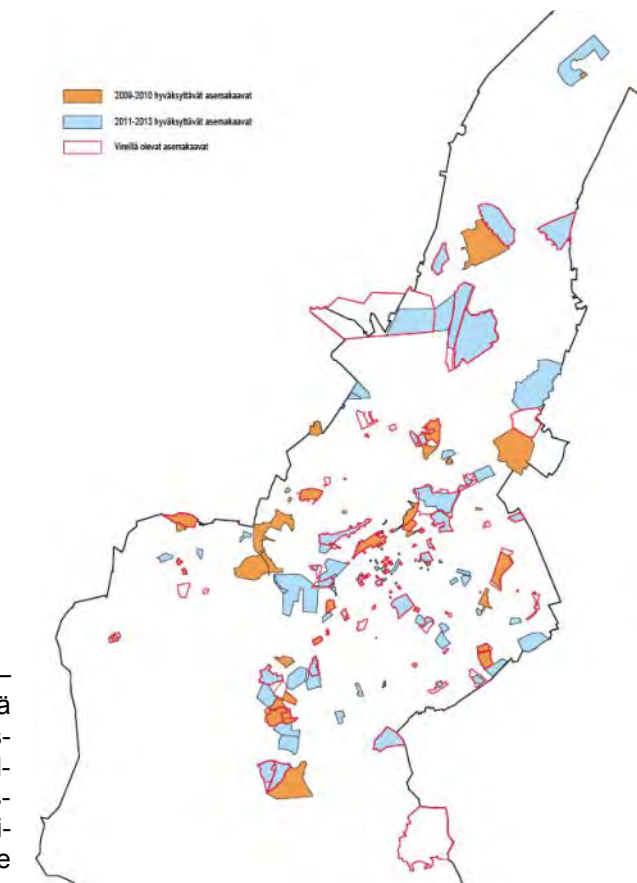 2009-2010 hyväksyttävät asemakaavat
2011-2013 hyväksyttävät asemakaavat
Vireillä olevat asemakaavat
ä
s-
i-
s-
i-
e